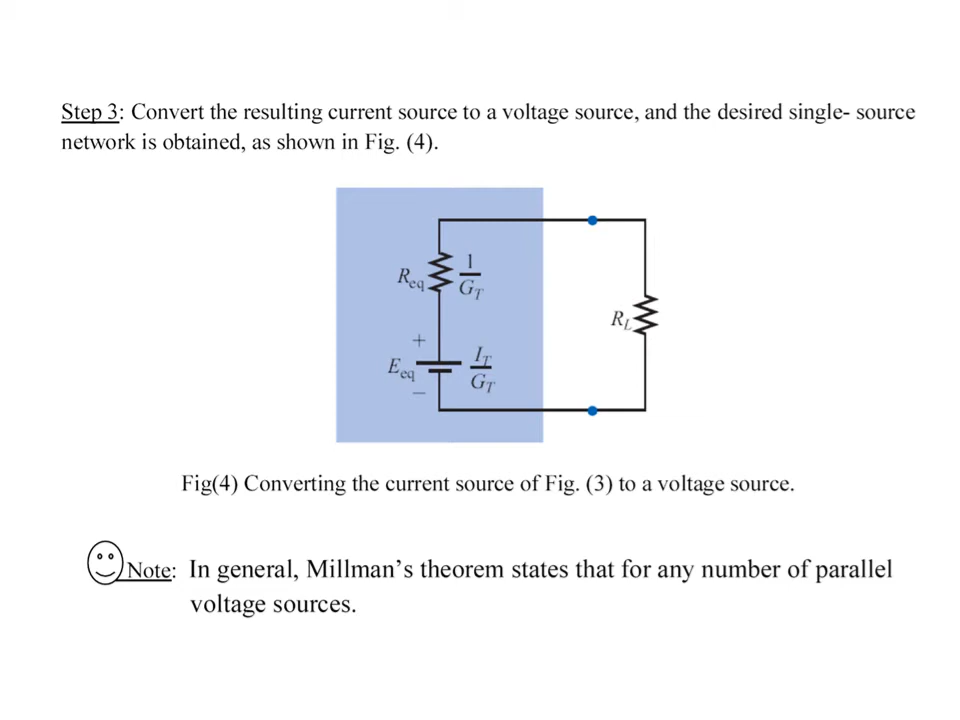 Step 3: Convert the resulting current source to a voltage source, and the desired single- source
network is obtained, as shown in Fig. (4).
Req
1
GT
RL
+
Eeq
IT
GT
−
Fig(4) Converting the current source of Fig. (3) to a voltage source.
Note: In general, Millman’s theorem states that for any number of parallel
voltage sources.